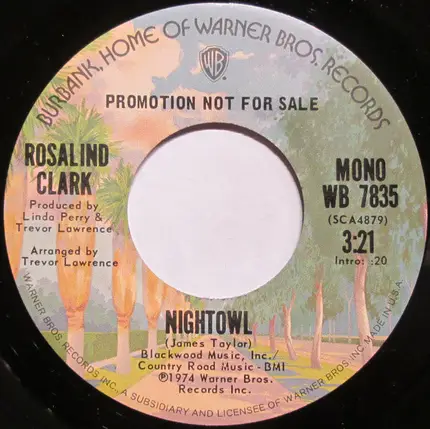 BURBANK, HOME OF WARNER BROS. RECORDS
WB
PROMOTION NOT FOR SALE
ROSALIND
CLARK
Produced by
Linda Perry &
Trevor Lawrence
Arranged by
Trevor Lawrence
MONO
WB 7835
(SCA4879)
3:21
Intro: :20
NIGHTOWL
(James Taylor)
Blackwood Music, Inc./
Country Road Music - BMI
℗1974 Warner Bros.
Records Inc.
WARNER BROS. RECORDS INC., A SUBSIDIARY AND LICENSEE OF WARNER BROS. INC. MADE IN U.S.A.